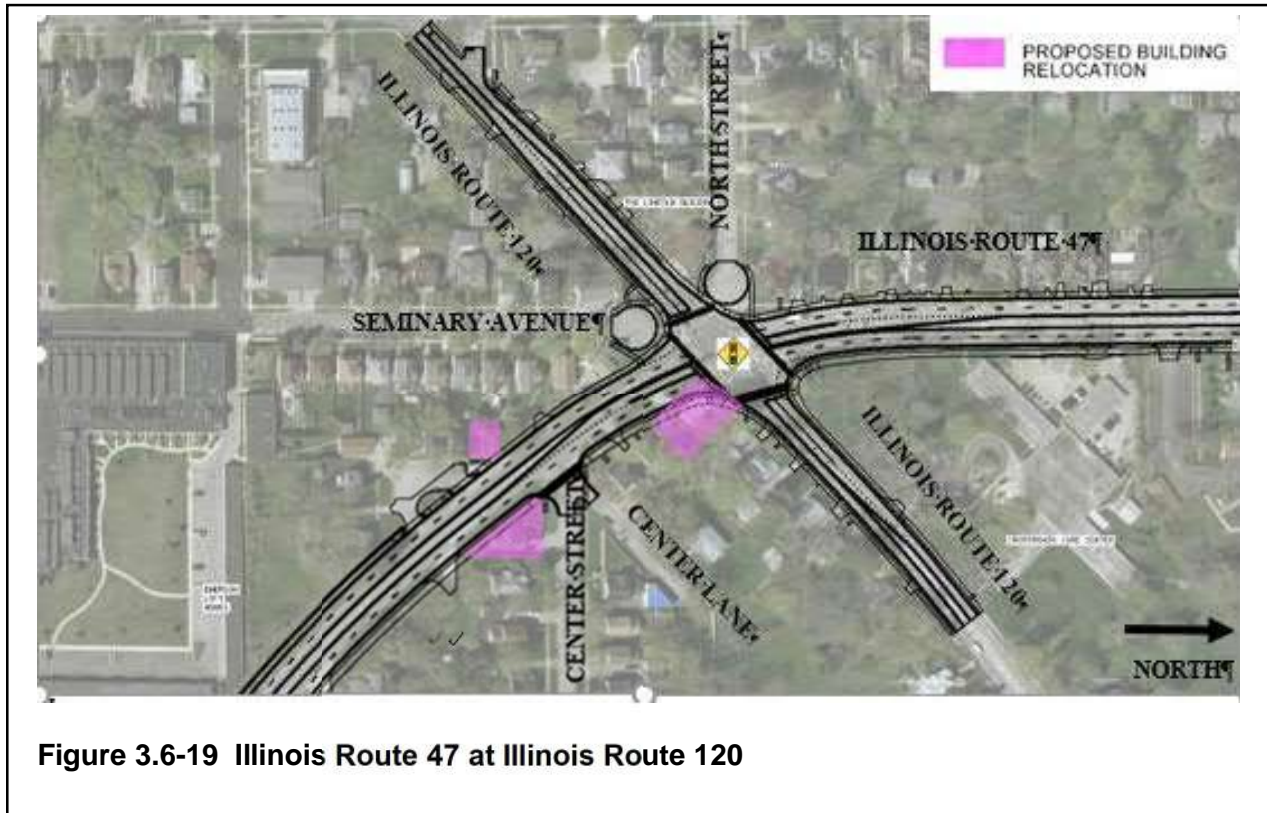 PROPOSED BUILDING
RELOCATION
ILLINOIS·ROUTE·120¶
NORTH·STREET¶
ILLINOIS·ROUTE·47¶
SEMINARY·AVENUE¶
ILLINOIS·ROUTE·120¶
CENTER·STREET
CENTER·LANE¶
NORTH¶
Figure 3.6-19 Illinois Route 47 at Illinois Route 120